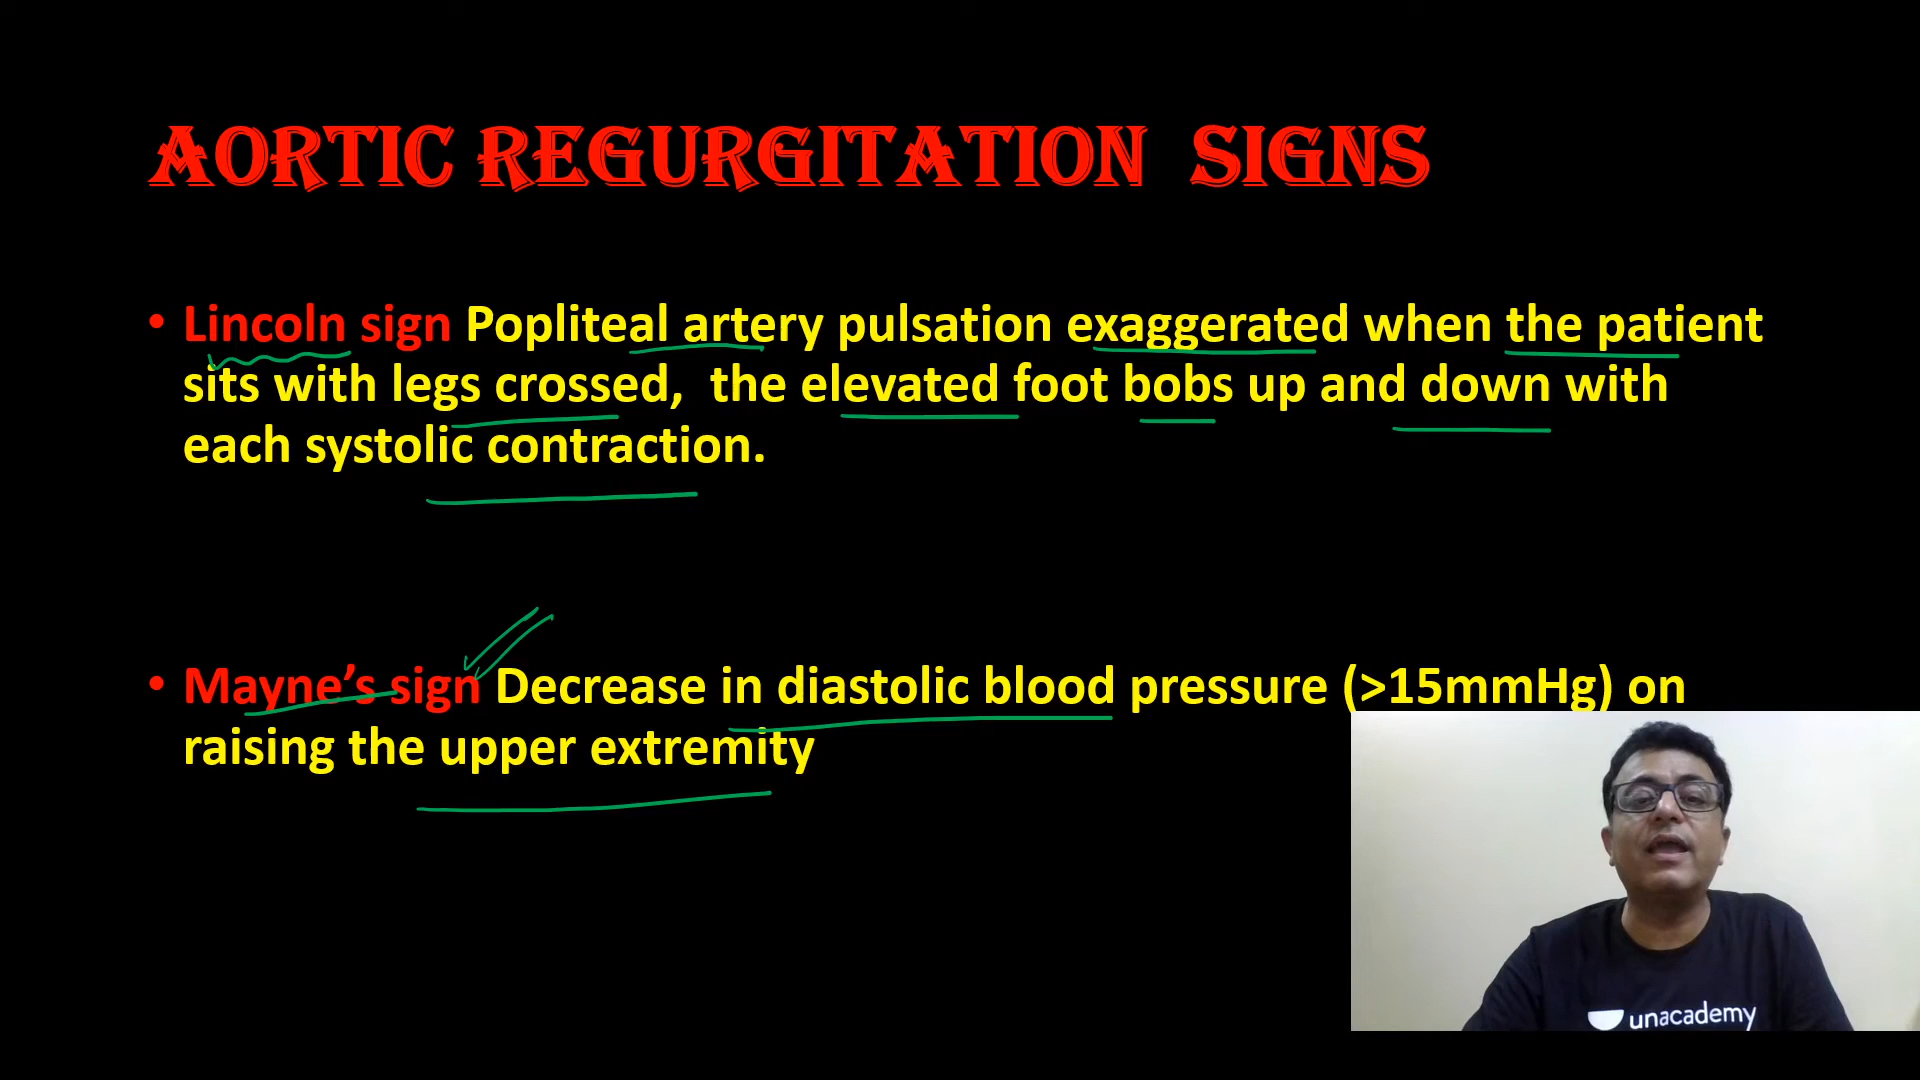 AORTIC REGURGITATION SIGNS
• Lincoln sign Popliteal artery pulsation exaggerated when the patient
sits with legs crossed, the elevated foot bobs up and down with
each systolic contraction.
• Mayne’s sign Decrease in diastolic blood pressure (>15mmHg) on
raising the upper extremity
unacademy